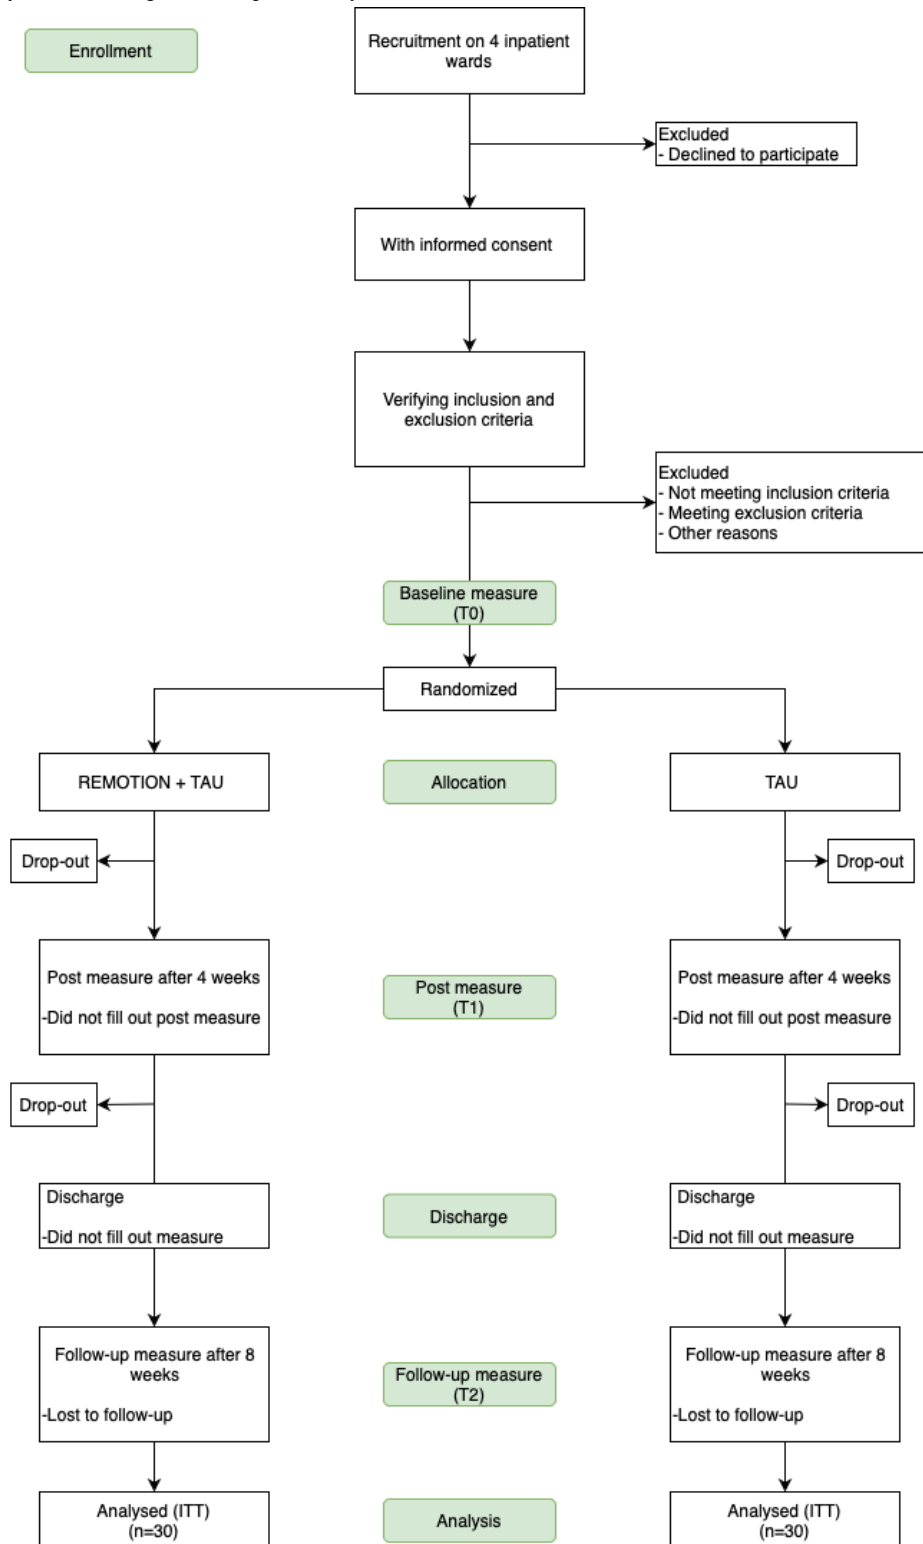 Enrollment
Recruitment on 4 inpatient
wards
Excluded
- Declined to participate
With informed consent
Verifying inclusion and
exclusion criteria
Excluded
- Not meeting inclusion criteria
- Meeting exclusion criteria
- Other reasons
Baseline measure
(T0)
Randomized
REMOTION + TAU
Allocation
TAU
Drop-out
Drop-out
Post measure after 4 weeks
-Did not fill out post measure
Post measure
(T1)
Post measure after 4 weeks
-Did not fill out post measure
Drop-out
Drop-out
Discharge
-Did not fill out measure
Discharge
Discharge
-Did not fill out measure
Follow-up measure after 8
weeks
-Lost to follow-up
Follow-up measure
(T2)
Follow-up measure after 8
weeks
-Lost to follow-up
Analysed (ITT)
(n=30)
Analysis
Analysed (ITT)
(n=30)